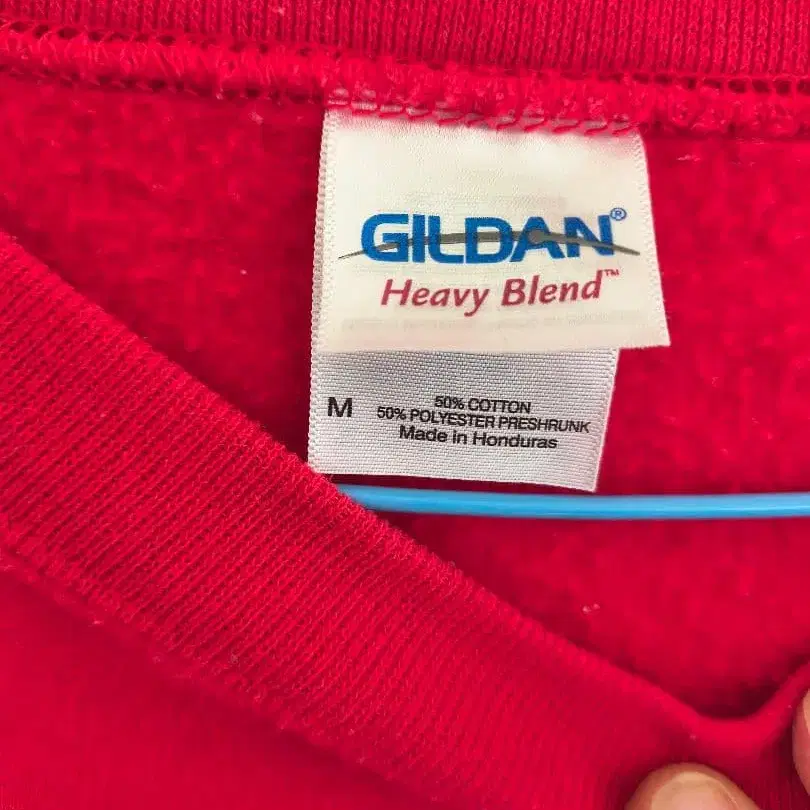 GILDAN®
Heavy Blend™
M
50% COTTON
50% POLYESTER PRESHRUNK
Made in Honduras